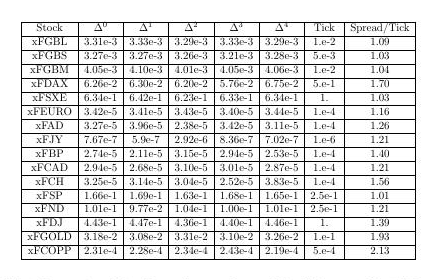 Stock Δ⁰ Δ¹ Δ² Δ³ Δ⁴ Tick Spread/Tick
xFGBL 3.31e-3 3.33e-3 3.29e-3 3.33e-3 3.29e-3 1.e-2 1.09
xFGBS 3.27e-3 3.27e-3 3.26e-3 3.21e-3 3.28e-3 5.e-3 1.03
xFGBM 4.05e-3 4.10e-3 4.01e-3 4.05e-3 4.06e-3 1.e-2 1.04
xFDAX 6.26e-2 6.30e-2 6.20e-2 5.76e-2 6.75e-2 5.e-1 1.70
xFSXE 6.34e-1 6.42e-1 6.23e-1 6.33e-1 6.34e-1 1. 1.03
xFEURO 3.42e-5 3.41e-5 3.43e-5 3.40e-5 3.44e-5 1.e-4 1.16
xFAD 3.27e-5 3.96e-5 2.38e-5 3.42e-5 3.11e-5 1.e-4 1.26
xFJY 7.67e-7 5.9e-7 2.92e-6 8.36e-7 7.02e-7 1.e-6 1.21
xFBP 2.74e-5 2.11e-5 3.15e-5 2.94e-5 2.53e-5 1.e-4 1.40
xFCAD 2.94e-5 2.68e-5 3.10e-5 3.01e-5 2.87e-5 1.e-4 1.21
xFCH 3.25e-5 3.14e-5 3.04e-5 2.52e-5 3.83e-5 1.e-4 1.56
xFSP 1.66e-1 1.69e-1 1.63e-1 1.68e-1 1.65e-1 2.5e-1 1.01
xFND 1.01e-1 9.77e-2 1.04e-1 1.00e-1 1.01e-1 2.5e-1 1.21
xFDJ 4.43e-1 4.47e-1 4.36e-1 4.40e-1 4.46e-1 1. 1.39
xFGOLD 3.18e-2 3.08e-2 3.31e-2 3.10e-2 3.26e-2 1.e-1 1.93
xFCOPP 2.31e-4 2.28e-4 2.34e-4 2.43e-4 2.19e-4 5.e-4 2.13